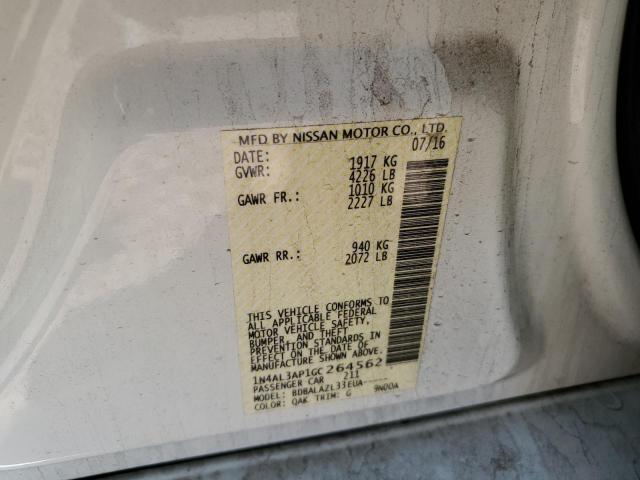 MFD BY NISSAN MOTOR CO., LTD.
DATE: 07/16
GVWR: 1917 KG
4226 LB
GAWR FR.: 1010 KG
2227 LB
GAWR RR.: 940 KG
2072 LB
THIS VEHICLE CONFORMS TO
ALL APPLICABLE FEDERAL
MOTOR VEHICLE SAFETY,
BUMPER, AND THEFT
PREVENTION STANDARDS IN
EFFECT ON THE DATE OF
MANUFACTURE SHOWN ABOVE.
1N4AL3AP1GC264562
PASSENGER CAR 211
MODEL: BDBALAZL33EUA-----
COLOR: QAK TRIM: G 9N00A